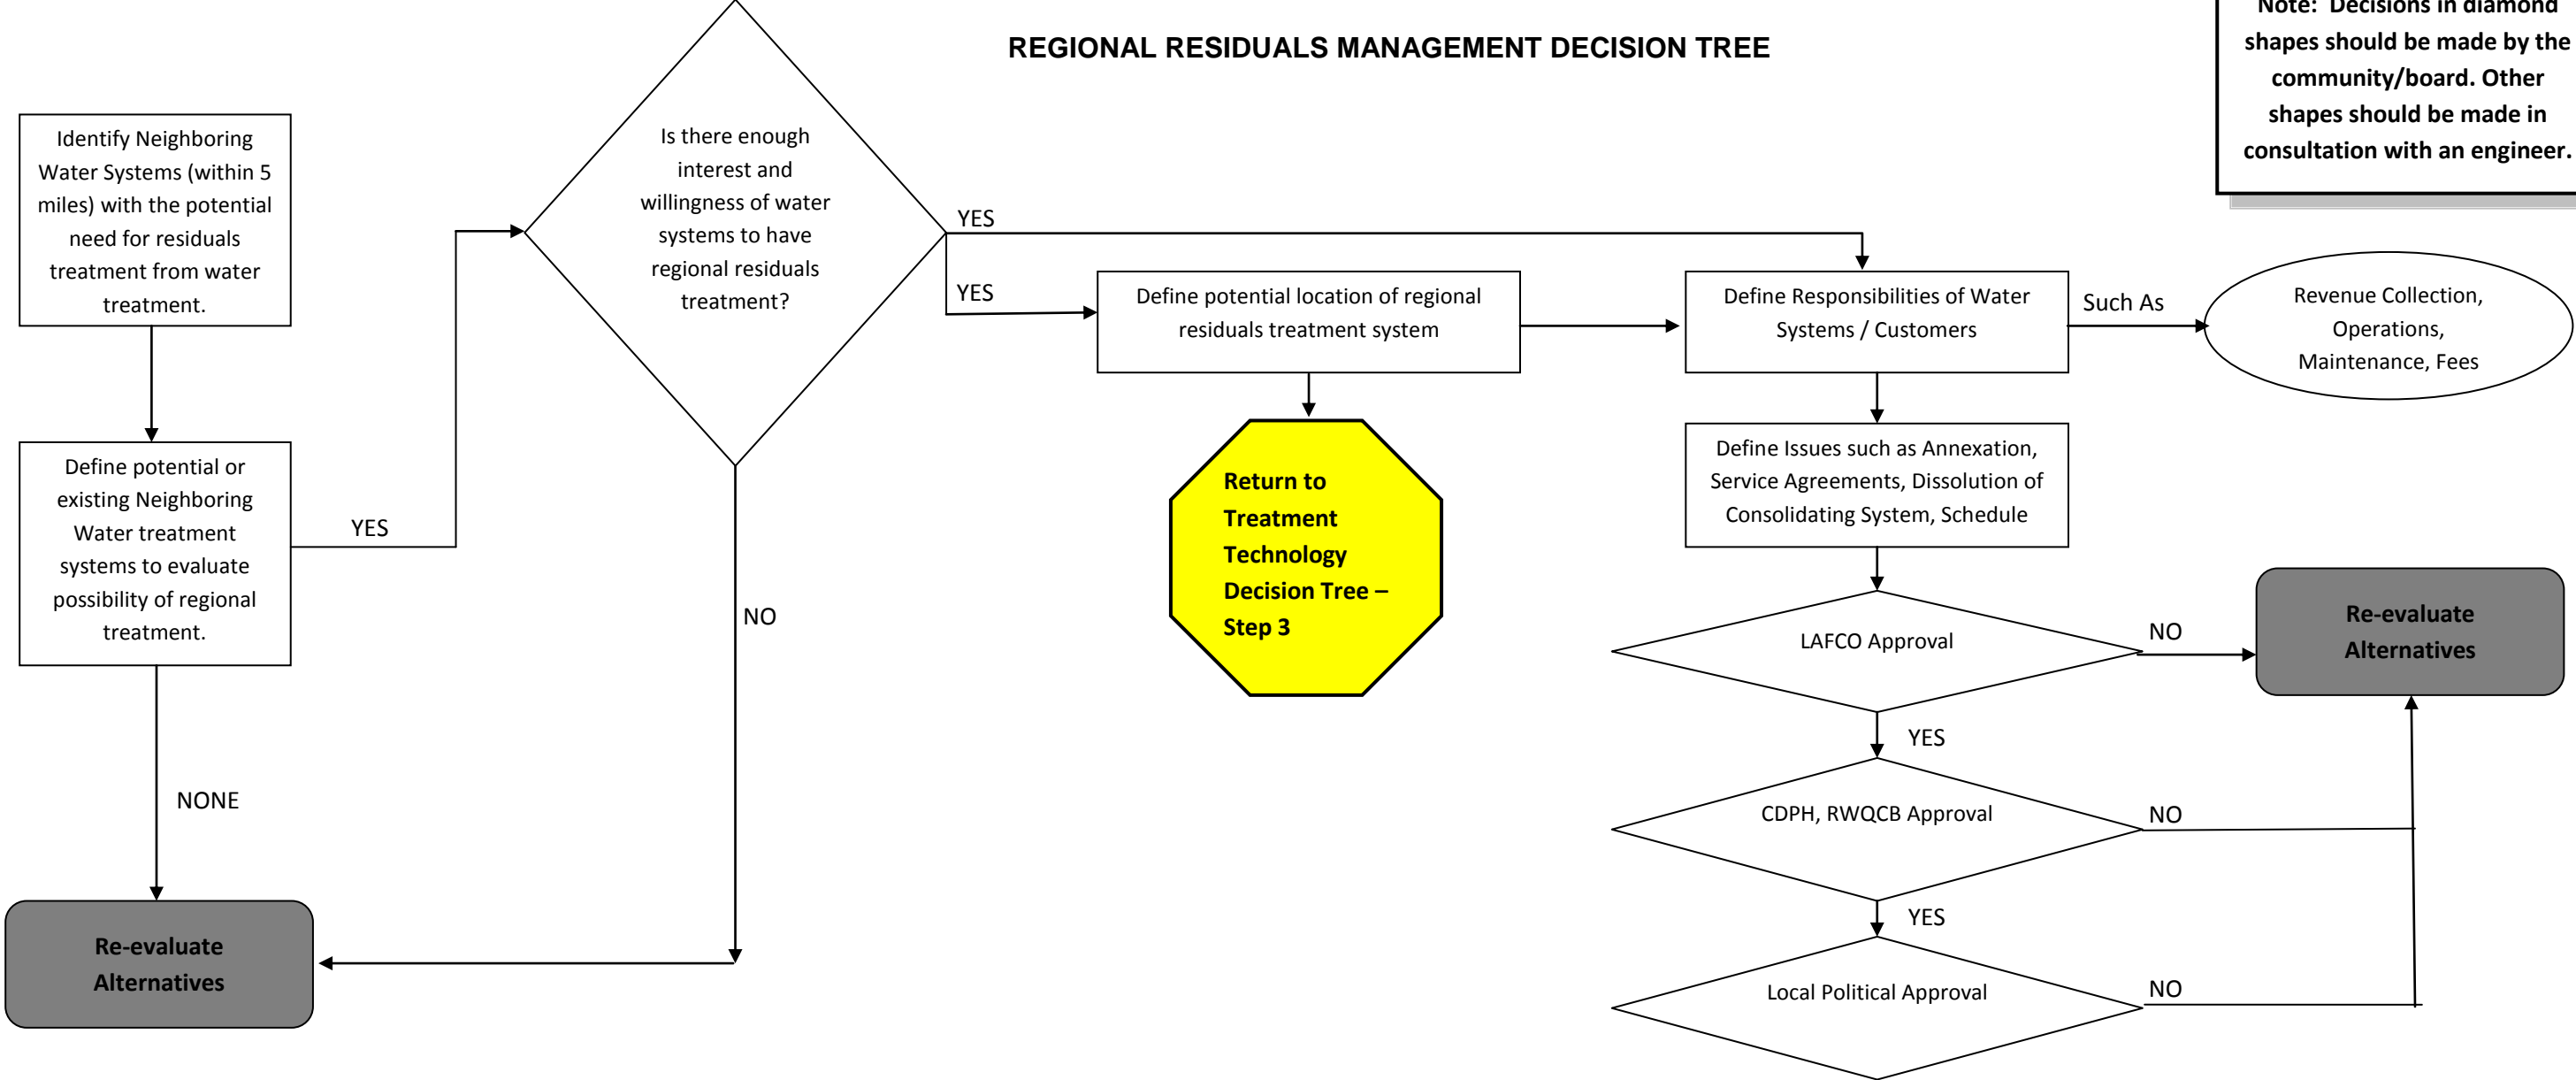 REGIONAL RESIDUALS MANAGEMENT DECISION TREE
Note: Decisions in diamond
shapes should be made by the
community/board. Other
shapes should be made in
consultation with an engineer.
Identify Neighboring
Water Systems (within 5
miles) with the potential
need for residuals
treatment from water
treatment.
Define potential or
existing Neighboring
Water treatment
systems to evaluate
possibility of regional
treatment.
YES
NONE
Re-evaluate
Alternatives
Is there enough
interest and
willingness of water
systems to have
regional residuals
treatment?
NO
YES
YES
Define potential location of regional
residuals treatment system
Return to
Treatment
Technology
Decision Tree –
Step 3
Define Responsibilities of Water
Systems / Customers
Such As
Revenue Collection,
Operations,
Maintenance, Fees
Define Issues such as Annexation,
Service Agreements, Dissolution of
Consolidating System, Schedule
LAFCO Approval
NO
Re-evaluate
Alternatives
YES
CDPH, RWQCB Approval
NO
YES
Local Political Approval
NO